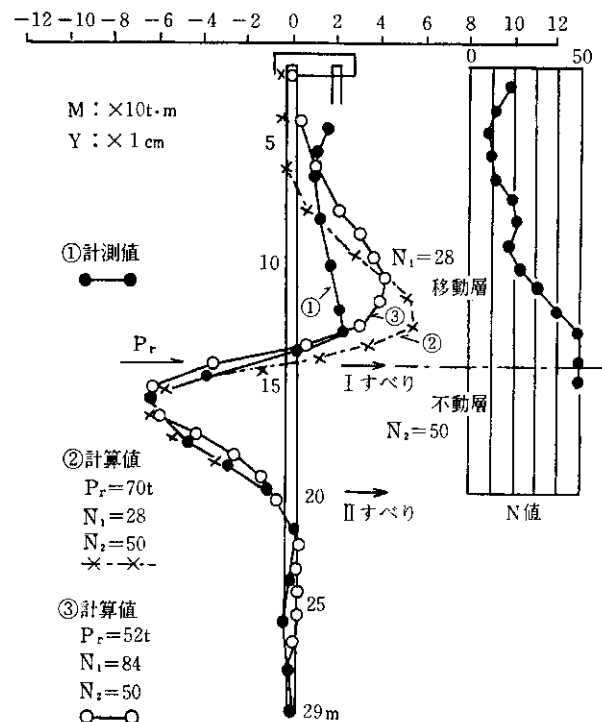 -12 -10 -8 -6 -4 -2 0 2 4 6 8 10 12
0 50
M：×10t·m
Y：×1cm
5
①計測値
10
N̄₁=28
移動層
①
③
②
Pᵣ
15
Iすべり
不動層
N̄₂=50
②計算値
Pᵣ=70t
N̄₁=28
N̄₂=50
20
IIすべり
N値
③計算値
Pᵣ=52t
N̄₁=84
N̄₂=50
25
29m